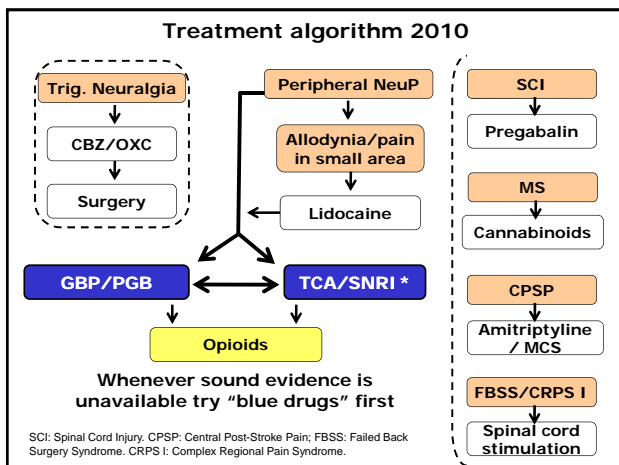 Treatment algorithm 2010
Trig. Neuralgia
CBZ/OXC
Surgery
Peripheral NeuP
Allodynia/pain
in small area
Lidocaine
GBP/PGB
TCA/SNRI *
Opioids
Whenever sound evidence is
unavailable try “blue drugs” first
SCI: Spinal Cord Injury. CPSP: Central Post-Stroke Pain; FBSS: Failed Back
Surgery Syndrome. CRPS I: Complex Regional Pain Syndrome.
SCI
Pregabalin
MS
Cannabinoids
CPSP
Amitriptyline
/ MCS
FBSS/CRPS I
Spinal cord
stimulation